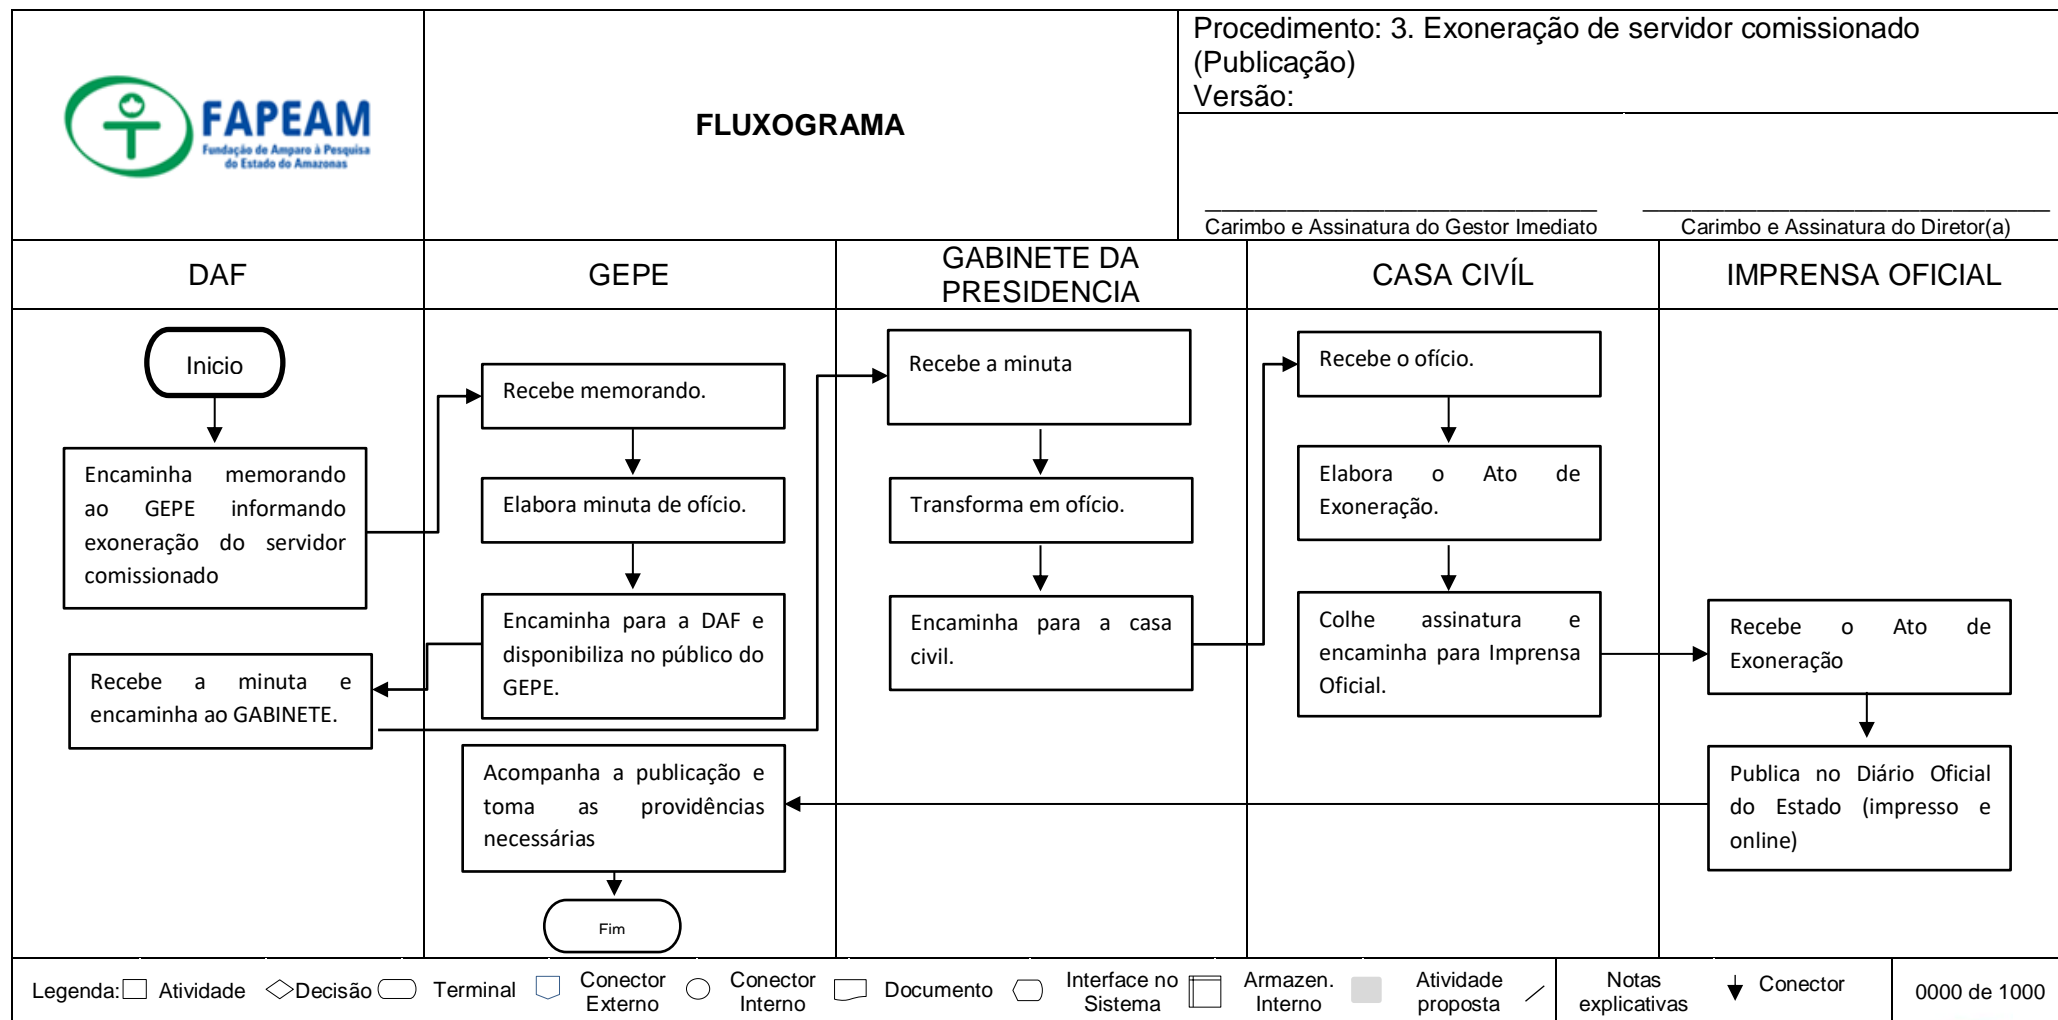 FAPEAM
Fundação de Amparo à Pesquisa
do Estado do Amazonas
FLUXOGRAMA
Procedimento: 3. Exoneração de servidor comissionado
(Publicação)
Versão:
Carimbo e Assinatura do Gestor Imediato
Carimbo e Assinatura do Diretor(a)
DAF
GEPE
GABINETE DA
PRESIDENCIA
CASA CIVÍL
IMPRENSA OFICIAL
Inicio
Encaminha memorando
ao GEPE informando
exoneração do servidor
comissionado
Recebe a minuta e
encaminha ao GABINETE.
Recebe memorando.
Elabora minuta de ofício.
Encaminha para a DAF e
disponibiliza no público do
GEPE.
Acompanha a publicação e
toma as providências
necessárias
Fim
Recebe a minuta
Transforma em ofício.
Encaminha para a casa
civil.
Recebe o ofício.
Elabora o Ato de
Exoneração.
Colhe assinatura e
encaminha para Imprensa
Oficial.
Recebe o Ato de
Exoneração
Publica no Diário Oficial
do Estado (impresso e
online)
Legenda:
Atividade
Decisão
Terminal
Conector
Externo
Conector
Interno
Documento
Interface no
Sistema
Armazen.
Interno
Atividade
proposta
Notas
explicativas
Conector
0000 de 1000